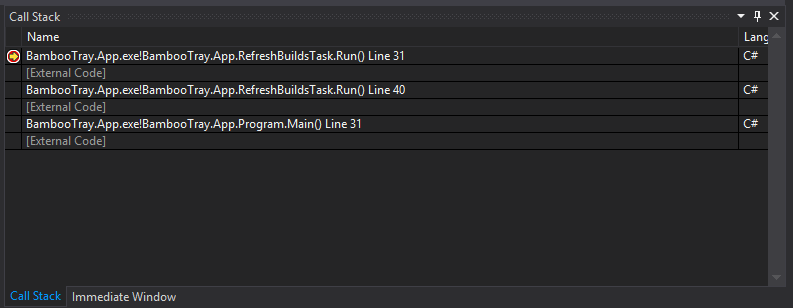 Call Stack
Name Lang
BambooTray.App.exe!BambooTray.App.RefreshBuildsTask.Run() Line 31 C#
[External Code]
BambooTray.App.exe!BambooTray.App.RefreshBuildsTask.Run() Line 40 C#
[External Code]
BambooTray.App.exe!BambooTray.App.Program.Main() Line 31 C#
[External Code]
Call Stack Immediate Window